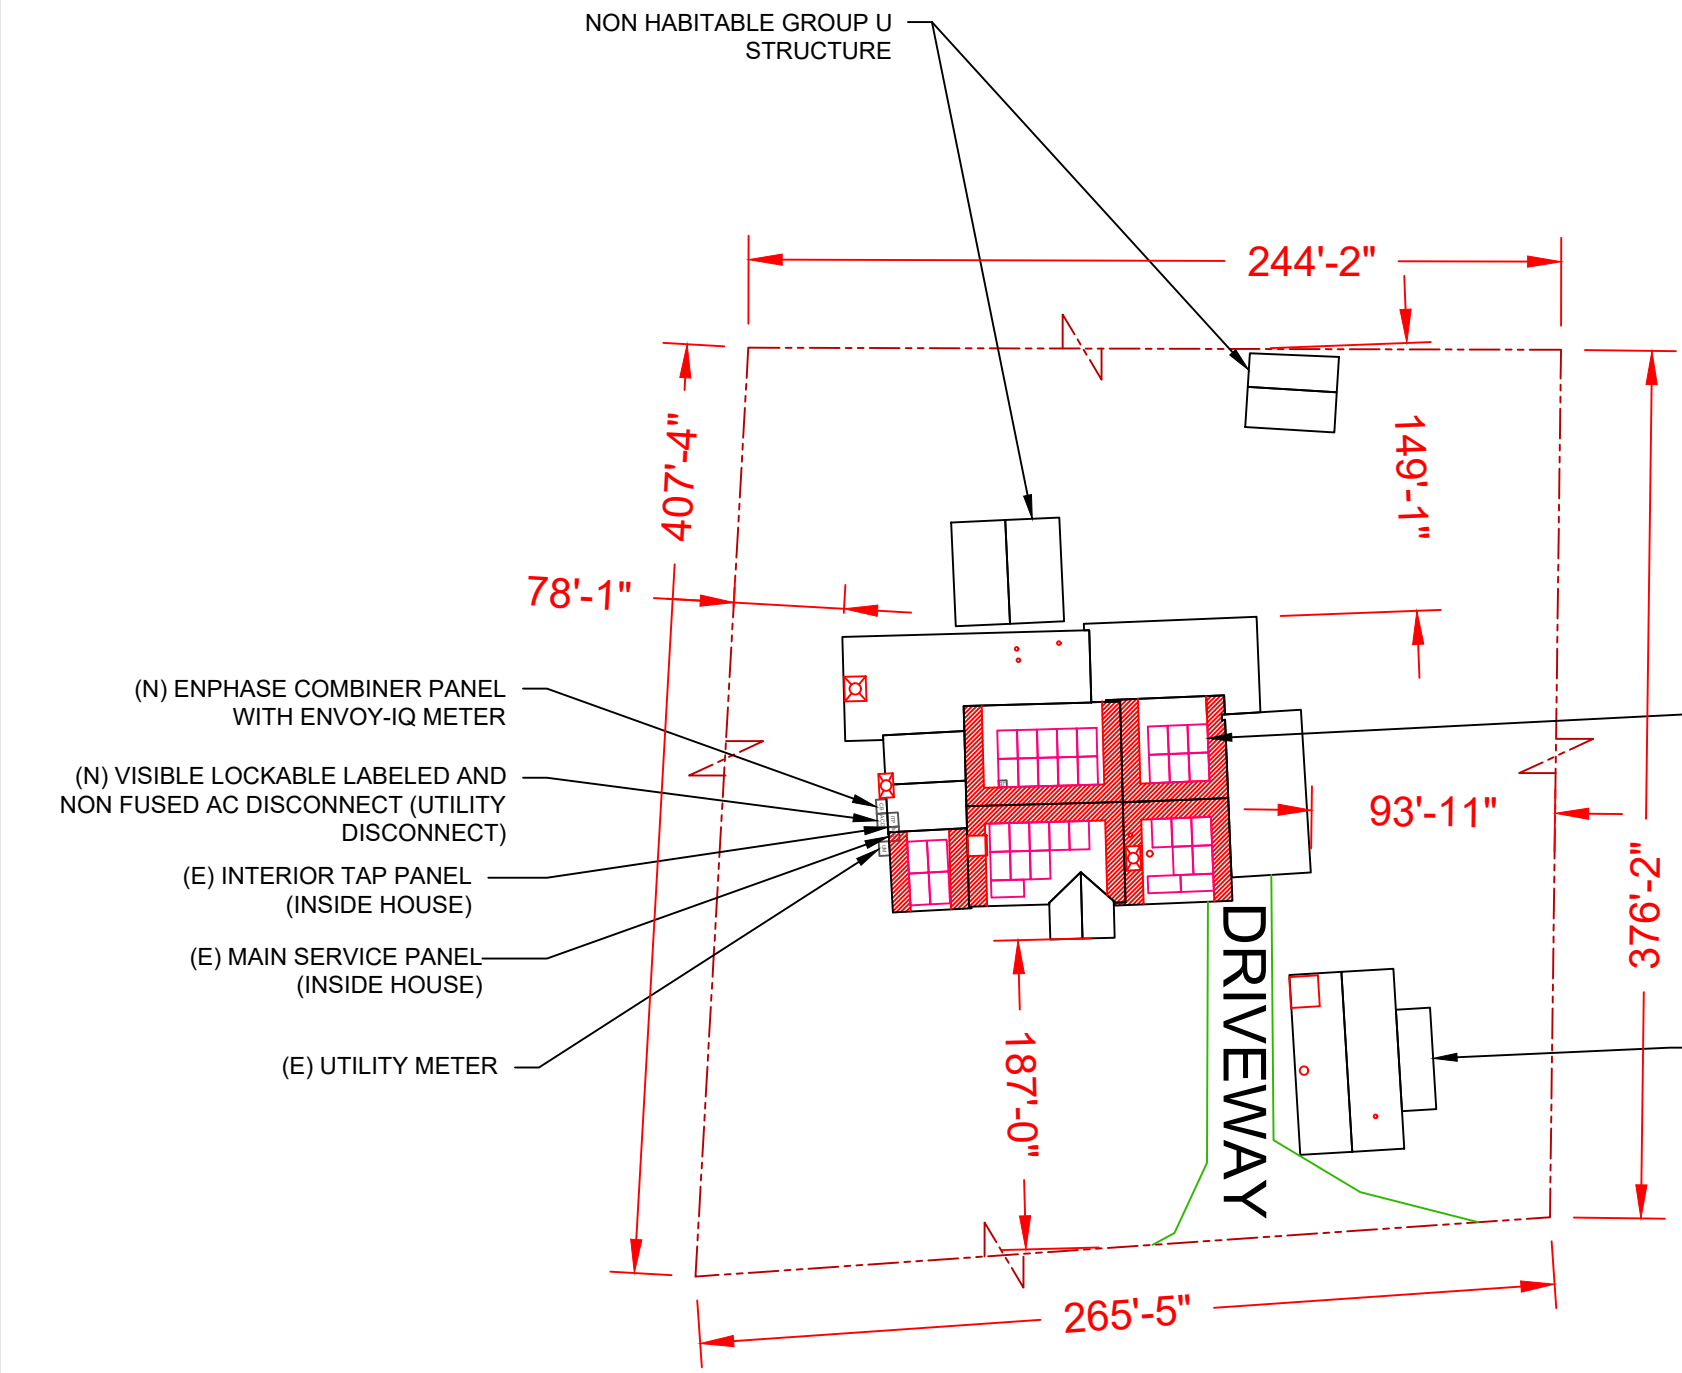 NON HABITABLE GROUP U
STRUCTURE
244'-2"
407'-4"
149'-1"
78'-1"
(N) ENPHASE COMBINER PANEL
WITH ENVOY-IQ METER
(N) VISIBLE LOCKABLE LABELED AND
NON FUSED AC DISCONNECT (UTILITY
DISCONNECT)
93'-11"
(E) INTERIOR TAP PANEL
(INSIDE HOUSE)
376'-2"
(E) MAIN SERVICE PANEL
(INSIDE HOUSE)
DRIVEWAY
187'-0"
(E) UTILITY METER
265'-5"